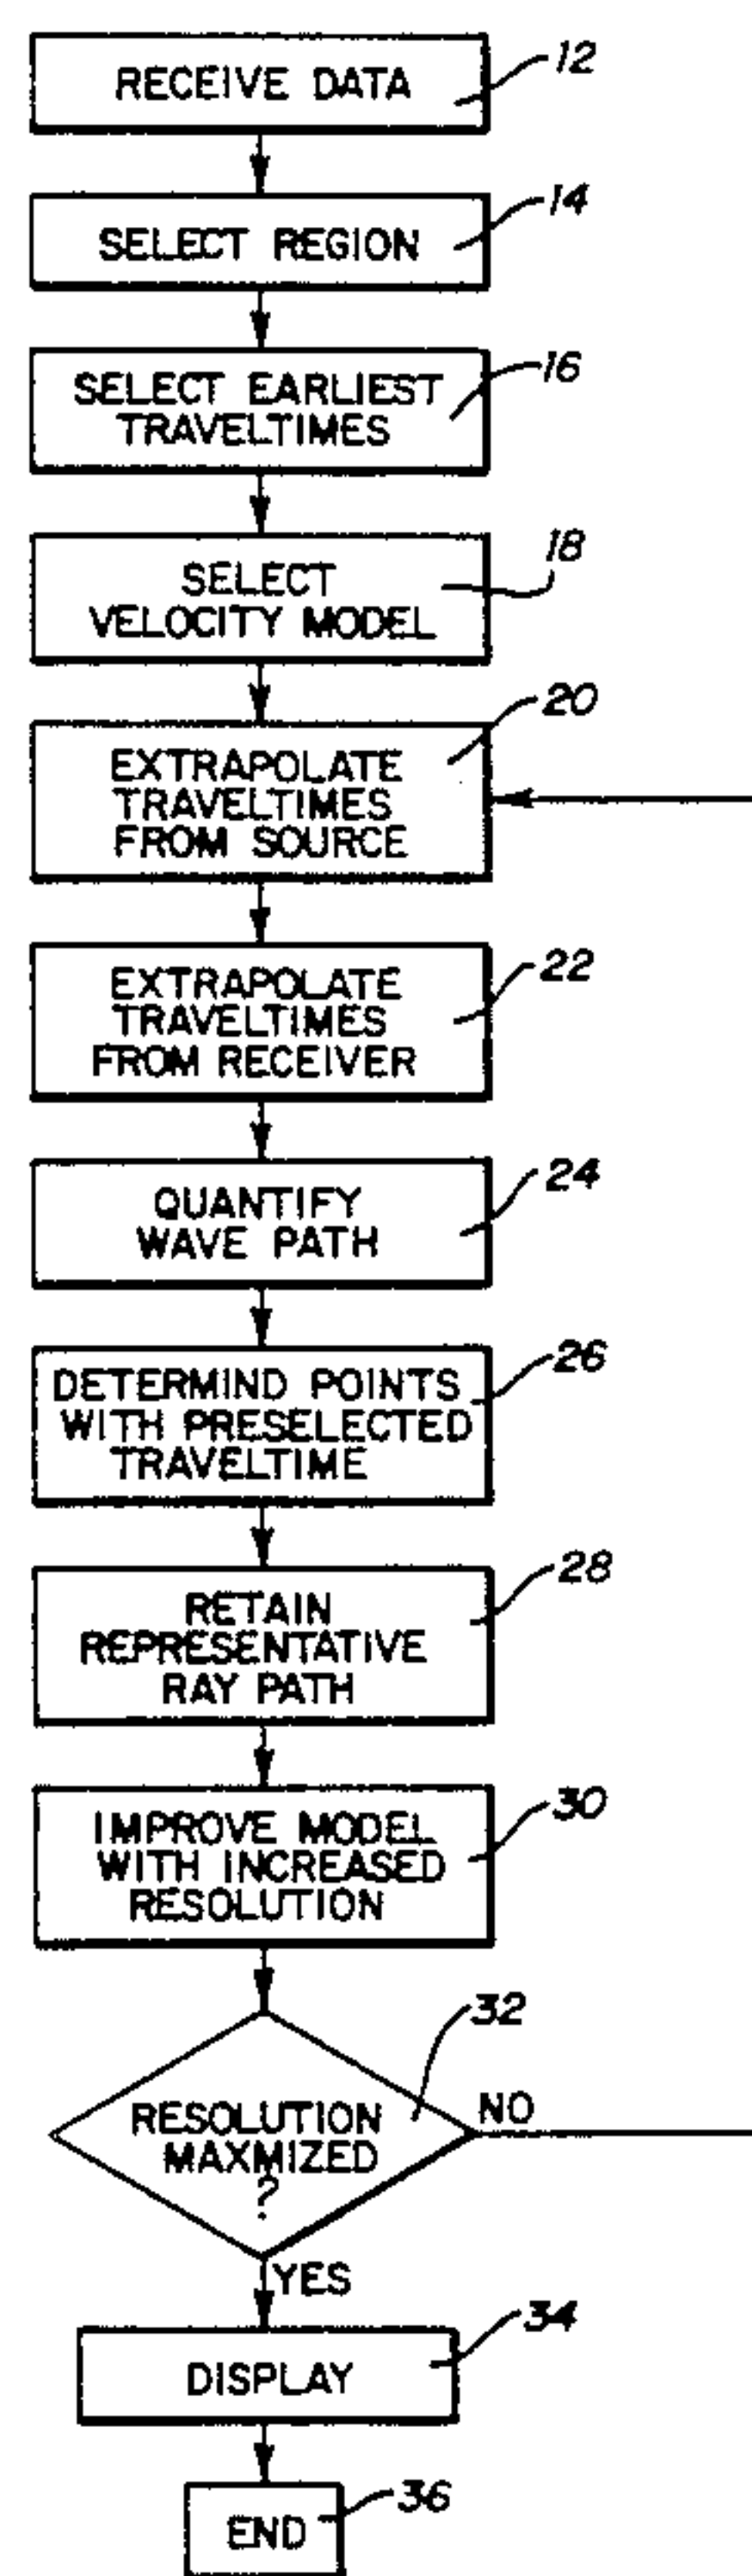 RECEIVE DATA
12
SELECT REGION
14
SELECT EARLIEST
TRAVELTIMES
16
SELECT
VELOCITY MODEL
18
EXTRAPOLATE
TRAVELTIMES
FROM SOURCE
20
EXTRAPOLATE
TRAVELTIMES
FROM RECEIVER
22
QUANTIFY
WAVE PATH
24
DETERMIND POINTS
WITH PRESELECTED
TRAVELTIME
26
RETAIN
REPRESENTATIVE
RAY PATH
28
IMPROVE MODEL
WITH INCREASED
RESOLUTION
30
RESOLUTION
MAXMIZED
?
32
NO
YES
DISPLAY
34
END
36